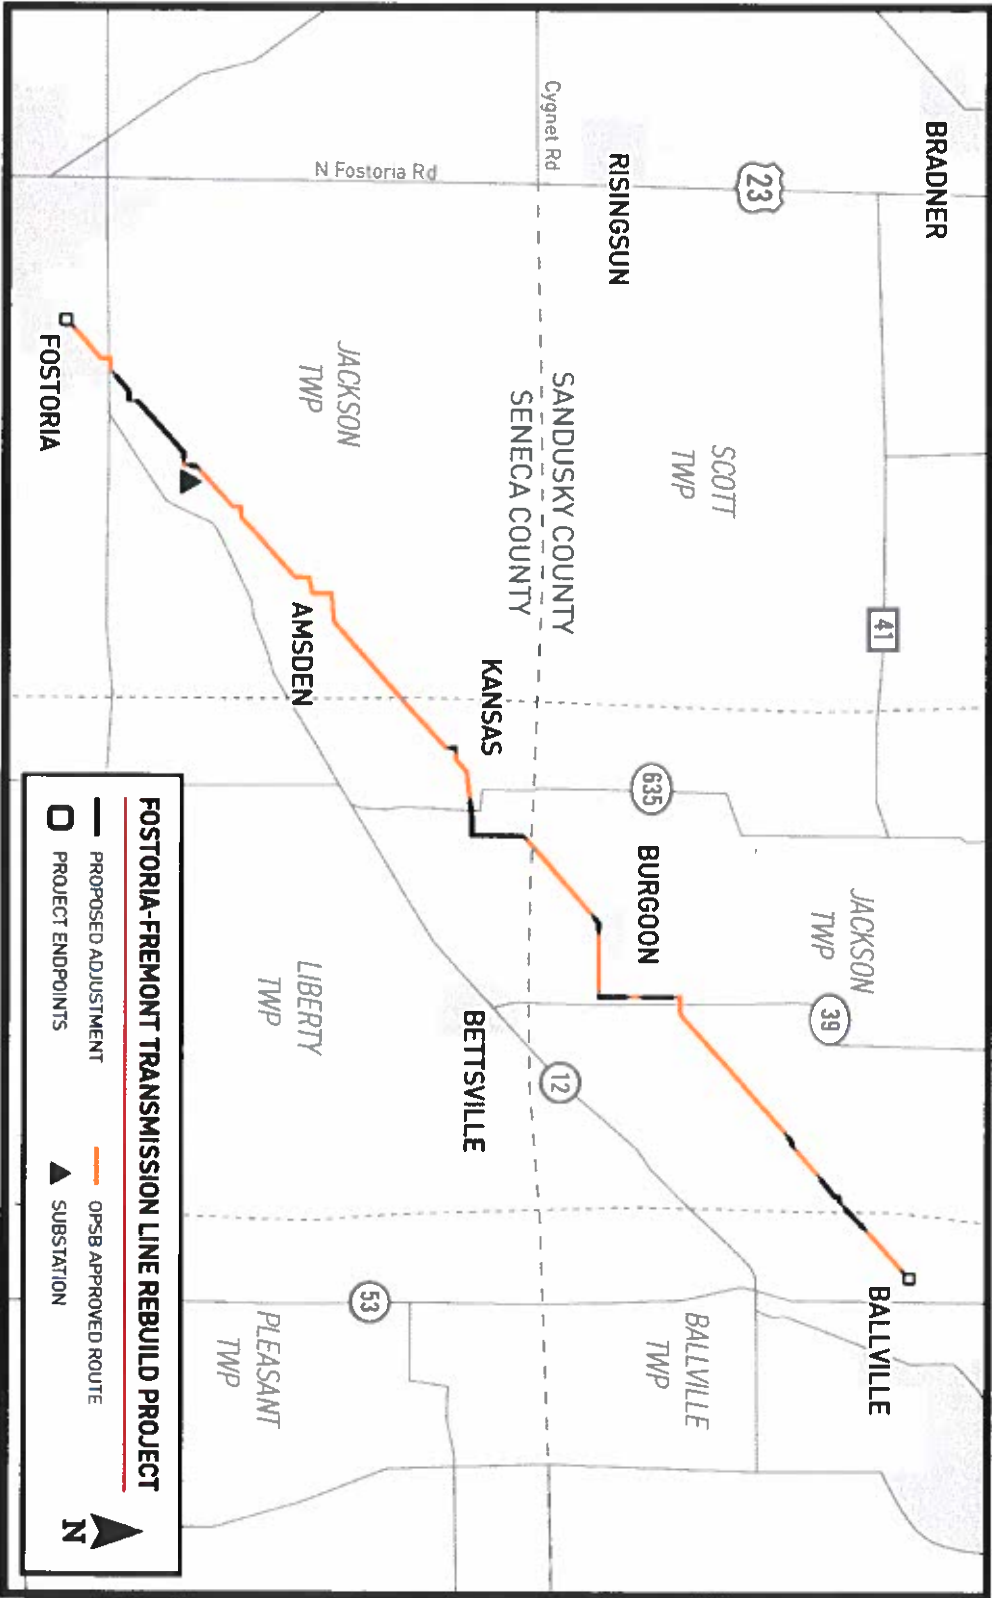 BRADNER
23
RISINGSUN
Cygnet Rd
N Fostoria Rd
41
SCOTT
TWP
SANDUSKY COUNTY
SENECA COUNTY
JACKSON
TWP
FOSTORIA
AMSDEN
KANSAS
635
BURGOON
JACKSON
TWP
39
BETTSVILLE
12
LIBERTY
TWP
BALLVILLE
BALLVILLE
TWP
53
PLEASANT
TWP
FOSTORIA-FREMONT TRANSMISSION LINE REBUILD PROJECT
PROPOSED ADJUSTMENT
OPSB APPROVED ROUTE
PROJECT ENDPOINTS
SUBSTATION
N